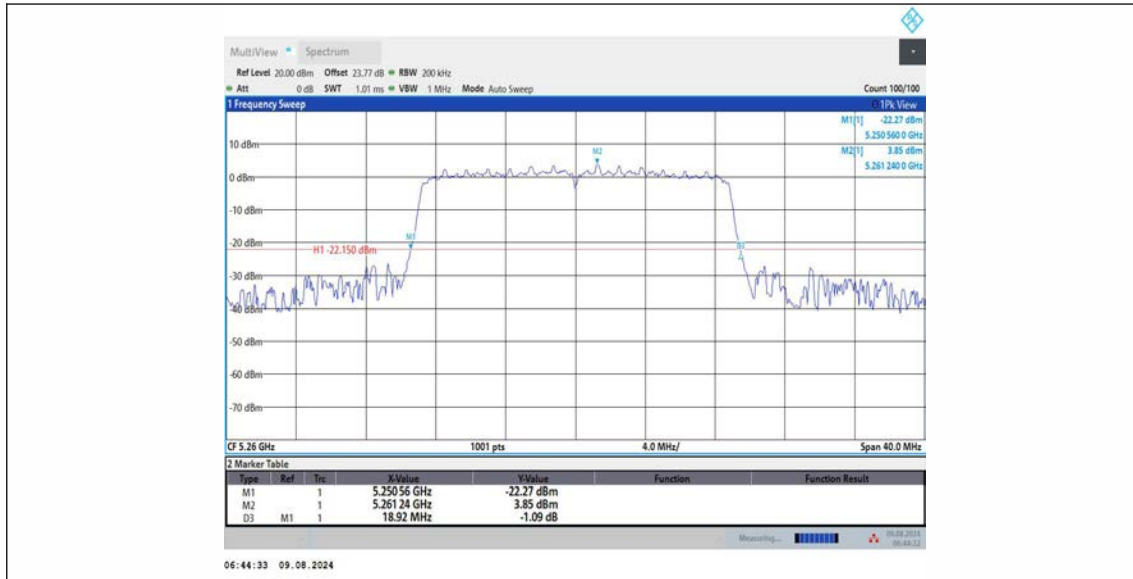 MultiView Spectrum
Ref Level 20.00 dBm Offset 23.77 dB RBW 200 kHz
Att 0 dB SWT 1.01 ms VBW 1 MHz Mode Auto Sweep Count 100/100
1 Frequency Sweep 1Pk View
M1[1] -22.27 dBm
5.250 560 0 GHz
M2[1] 3.85 dBm
5.261 240 0 GHz
10 dBm
M2
0 dBm
-10 dBm
M1
-20 dBm
H1 -22.150 dBm
D3
-30 dBm
-40 dBm
-50 dBm
-60 dBm
-70 dBm
CF 5.26 GHz 1001 pts 4.0 MHz/ Span 40.0 MHz
2 Marker Table
Type Ref Trc X-Value Y-Value Function Function Result
M1 1 5.250 56 GHz -22.27 dBm
M2 1 5.261 24 GHz 3.85 dBm
D3 M1 1 18.92 MHz -1.09 dB
Measuring... 09.08.2024
06:44:32
06:44:33 09.08.2024